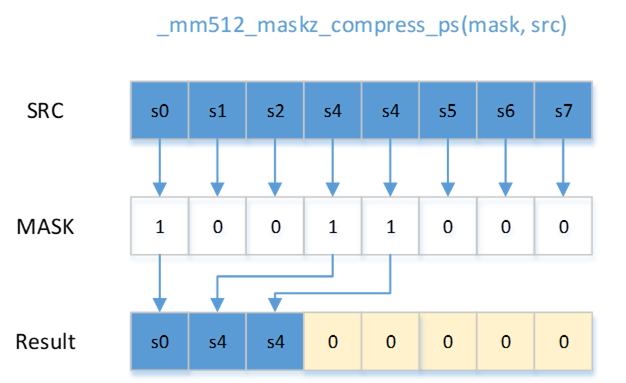 _mm512_maskz_compress_ps(mask, src)
SRC s0 s1 s2 s4 s4 s5 s6 s7
MASK 1 0 0 1 1 0 0 0
Result s0 s4 s4 0 0 0 0 0